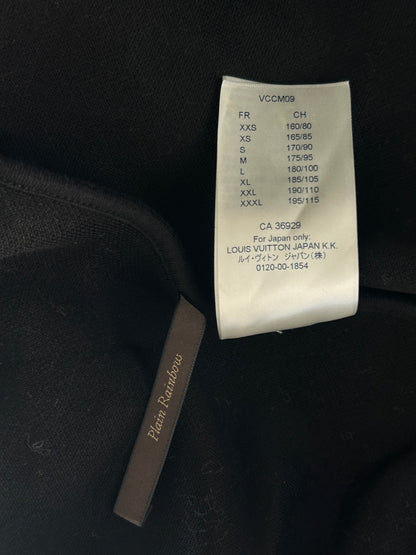 VCCM09
FR CH
XXS 160/80
XS 165/85
S 170/90
M 175/95
L 180/100
XL 185/105
XXL 190/110
XXXL 195/115
CA 36929
For Japan only:
LOUIS VUITTON JAPAN K.K.
ルイ・ヴィトン ジャパン(株)
0120-00-1854
Plain Rainbows